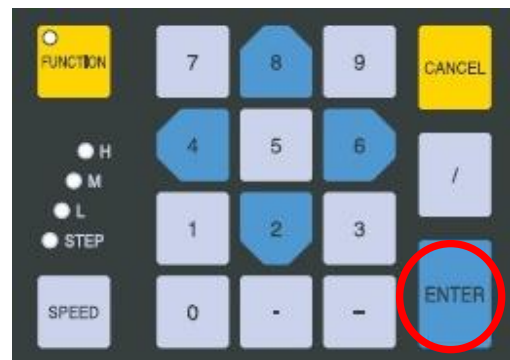 FUNCTION 7 8 9 CANCEL
4 5 6 /
H
M
L
STEP
1 2 3 ENTER
SPEED 0 - –